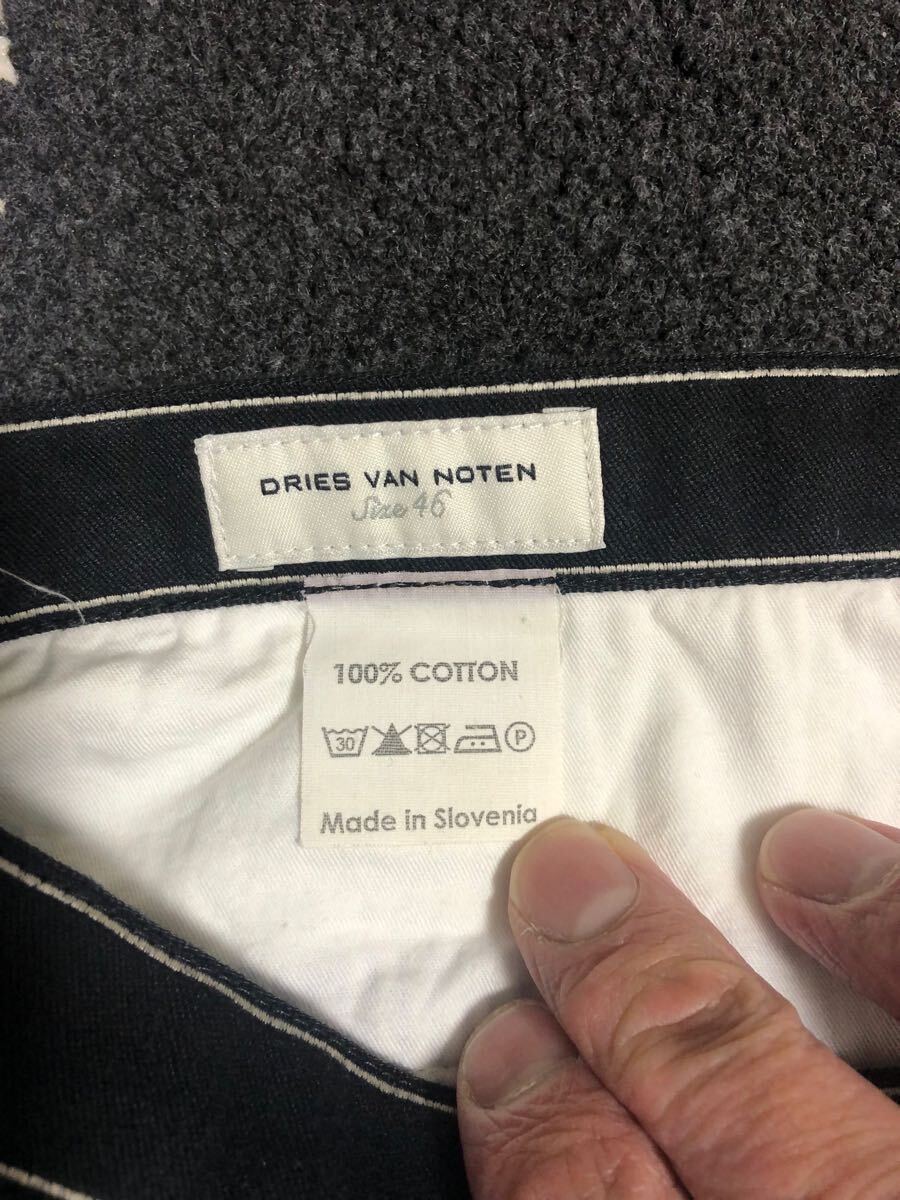 DRIES VAN NOTEN
Size 46
100% COTTON
30 P
Made in Slovenia